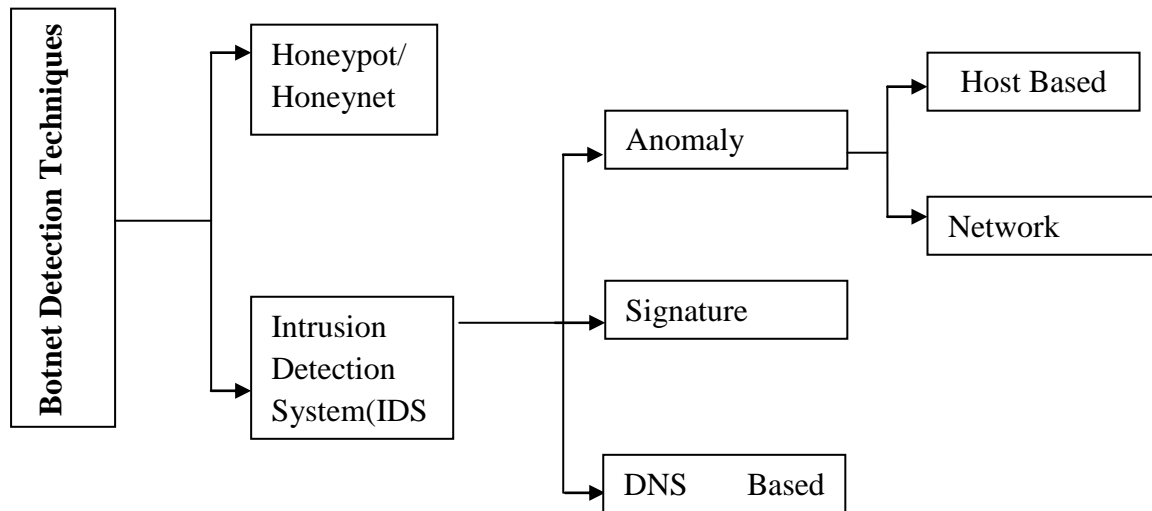 Botnet Detection Techniques
Honeypot/
Honeynet
Intrusion
Detection
System(IDS
Anomaly
Signature
DNS Based
Host Based
Network